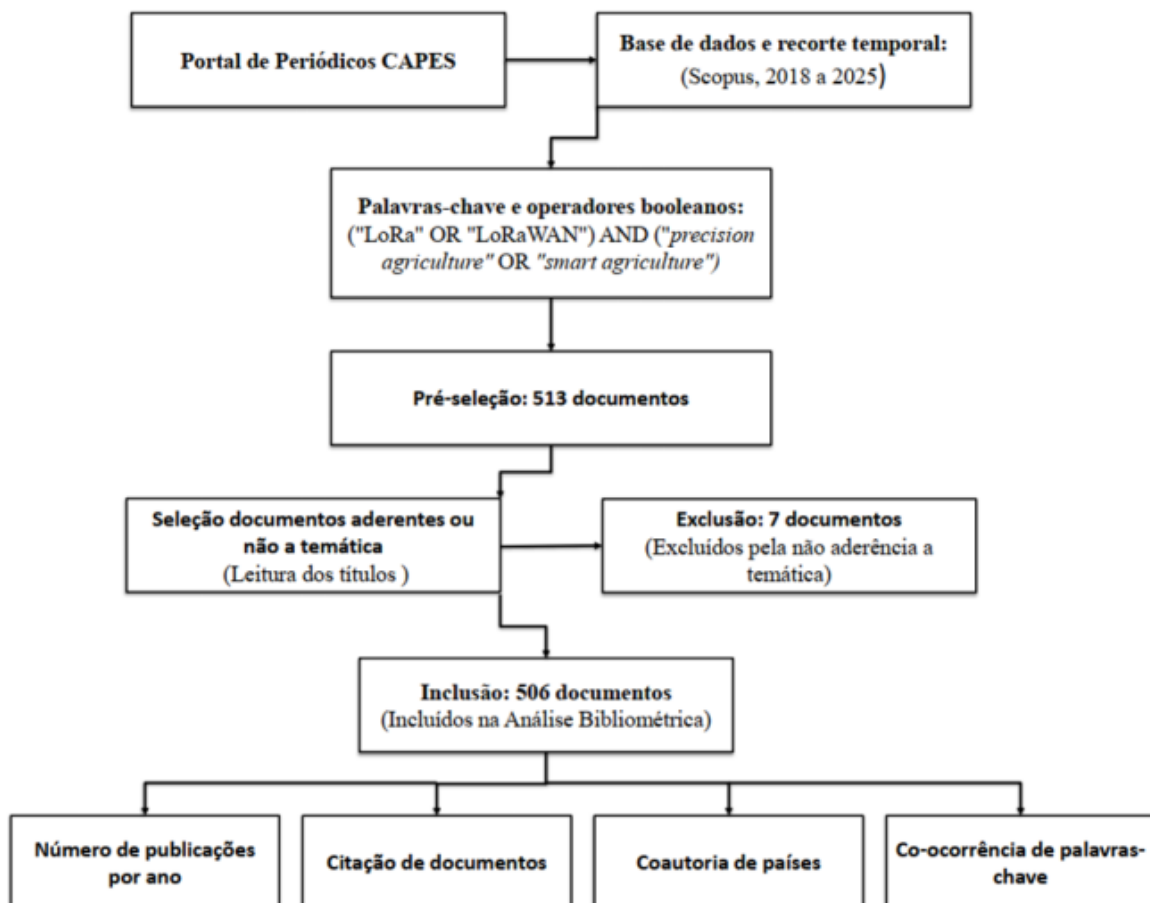 Portal de Periódicos CAPES
Base de dados e recorte temporal:
(Scopus, 2018 a 2025)
Palavras-chave e operadores booleanos:
("LoRa" OR "LoRaWAN") AND ("precision
agriculture" OR "smart agriculture")
Pré-seleção: 513 documentos
Seleção documentos aderentes ou
não a temática
(Leitura dos títulos )
Exclusão: 7 documentos
(Excluídos pela não aderência a
temática)
Inclusão: 506 documentos
(Incluídos na Análise Bibliométrica)
Número de publicações
por ano
Citação de documentos
Coautoria de países
Co-ocorrência de palavras-
chave